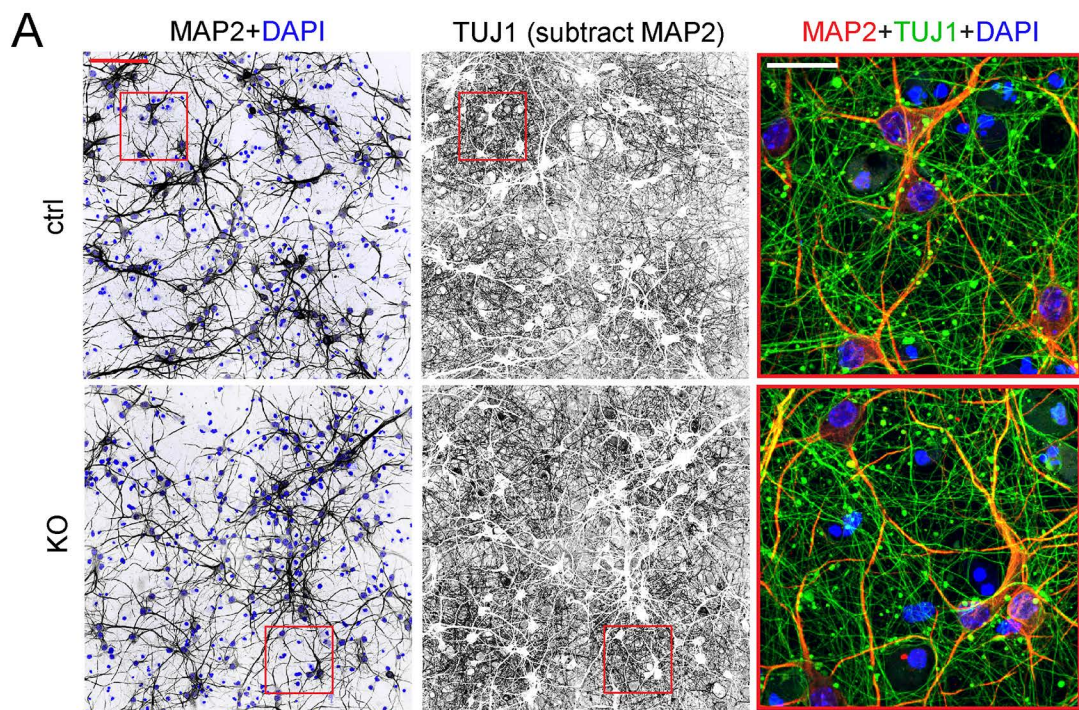 A
MAP2+DAPI
TUJ1 (subtract MAP2)
MAP2+TUJ1+DAPI
ctrl
KO